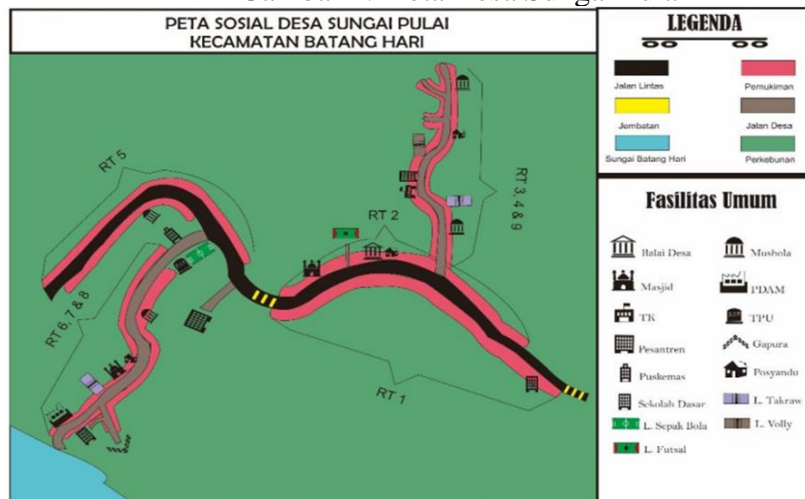 PETA SOSIAL DESA SUNGAI PULAI
KECAMATAN BATANG HARI
RT 5
RT 6, 7 & 8
RT 2
RT 3, 4 & 9
RT 1
LEGENDA
Jalan Lintas
Pemukiman
Jembatan
Jalan Desa
Sungai Batang Hari
Perkebunan
Fasilitas Umum
Balai Desa
Mushola
Masjid
PDAM
TK
TPU
Pesantren
Gapura
Puskemas
Posyandu
Sekolah Dasar
L. Takraw
L. Sepak Bola
L. Volly
L. Futsal